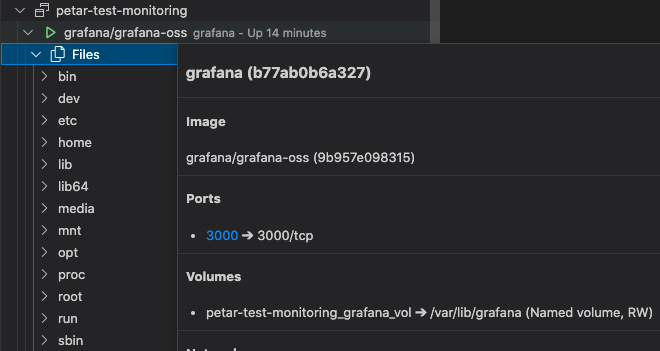 petar-test-monitoring
grafana/grafana-oss grafana - Up 14 minutes
Files
bin
dev
etc
home
lib
lib64
media
mnt
opt
proc
root
run
sbin
grafana (b77ab0b6a327)
Image
grafana/grafana-oss (9b957e098315)
Ports
• 3000 ➔ 3000/tcp
Volumes
• petar-test-monitoring_grafana_vol ➔ /var/lib/grafana (Named volume, RW)